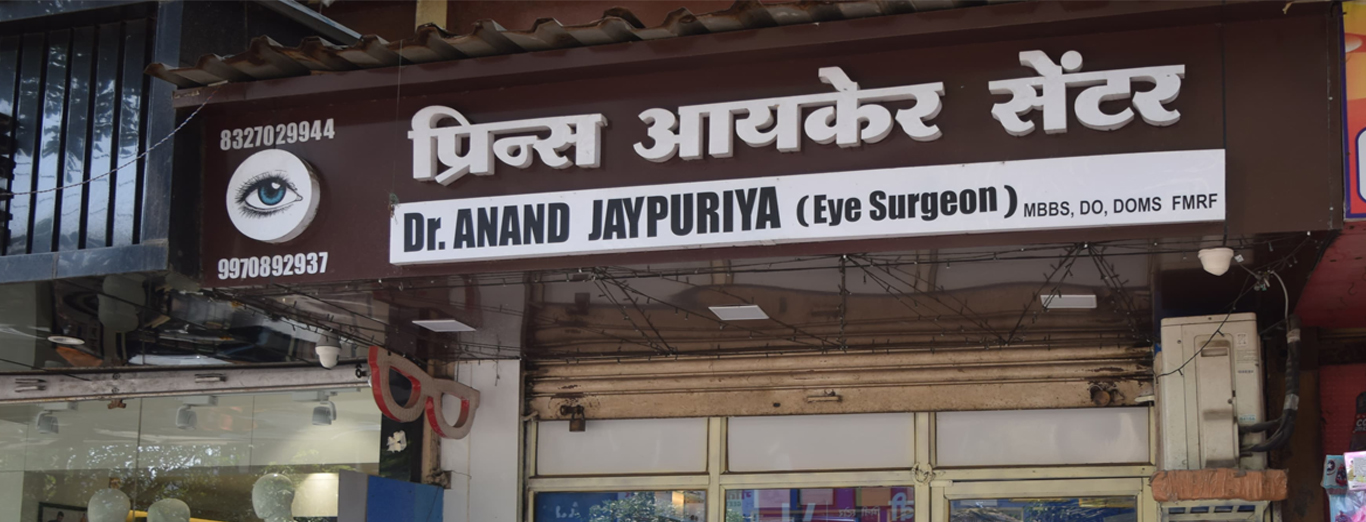 8327029944
प्रिन्स आयकेर सेंटर
Dr. ANAND JAYPURIYA (Eye Surgeon) MBBS, DO, DOMS FMRF
9970892937